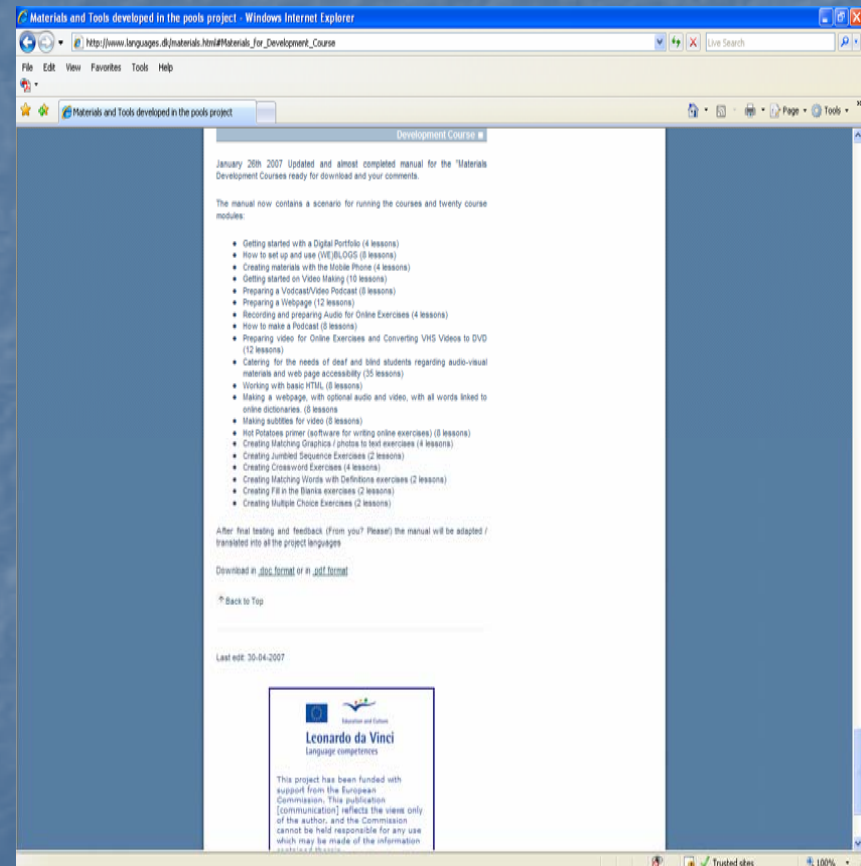 Materials and Tools developed in the pools project - Windows Internet Explorer
http://www.languages.dk/materials.html#Materials_for_Development_Course
Live Search
File Edit View Favorites Tools Help
Materials and Tools developed in the pools project
Page Tools
Development Course
January 26th 2007 Updated and almost completed manual for the "Materials
Development Courses ready for download and your comments.
The manual now contains a scenario for running the courses and twenty course
modules:
Getting started with a Digital Portfolio (4 lessons)
How to set up and use (WE)BLOGS (8 lessons)
Creating materials with the Mobile Phone (4 lessons)
Getting started on Video Making (10 lessons)
Preparing a Vodcast/Video Podcast (8 lessons)
Preparing a Webpage (12 lessons)
Recording and preparing Audio for Online Exercises (4 lessons)
How to make a Podcast (8 lessons)
Preparing video for Online Exercises and Converting VHS Videos to DVD
(12 lessons)
Catering for the needs of deaf and blind students regarding audio-visual
materials and web page accessibility (35 lessons)
Working with basic HTML (8 lessons)
Making a webpage, with optional audio and video, with all words linked to
online dictionaries. (8 lessons
Making subtitles for video (8 lessons)
Hot Potatoes primer (software for writing online exercises) (8 lessons)
Creating Matching Graphics / photos to text exercises (4 lessons)
Creating Jumbled Sequence Exercises (2 lessons)
Creating Crossword Exercises (4 lessons)
Creating Matching Words with Definitions exercises (2 lessons)
Creating Fill in the Blanks exercises (2 lessons)
Creating Multiple Choice Exercises (2 lessons)
After final testing and feedback (From you? Please!) the manual will be adapted /
translated into all the project languages
Download in .doc format or in .pdf format
Back to Top
Last edit: 30-04-2007
Education and Culture
Leonardo da Vinci
Language competences
This project has been funded with
support from the European
Commission. This publication
[communication] reflects the views only
of the author, and the Commission
cannot be held responsible for any use
which may be made of the information
contained therein
Trusted sites 100%